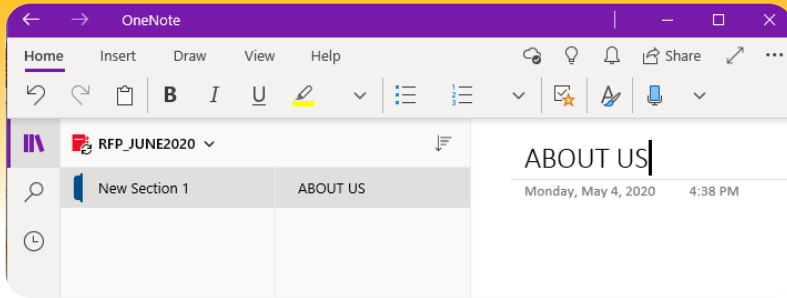 OneNote
Home Insert Draw View Help Share
B I U
RFP_JUNE2020
New Section 1 ABOUT US
ABOUT US
Monday, May 4, 2020 4:38 PM